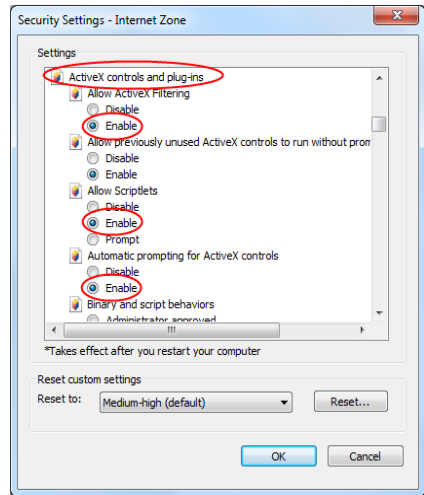 Security Settings - Internet Zone
Settings
ActiveX controls and plug-ins
Allow ActiveX Filtering
Disable
Enable
Allow previously unused ActiveX controls to run without prom
Disable
Enable
Allow Scriptlets
Disable
Enable
Prompt
Automatic prompting for ActiveX controls
Disable
Enable
Binary and script behaviors
Administrator approved
*Takes effect after you restart your computer
Reset custom settings
Reset to: Medium-high (default) Reset...
OK Cancel